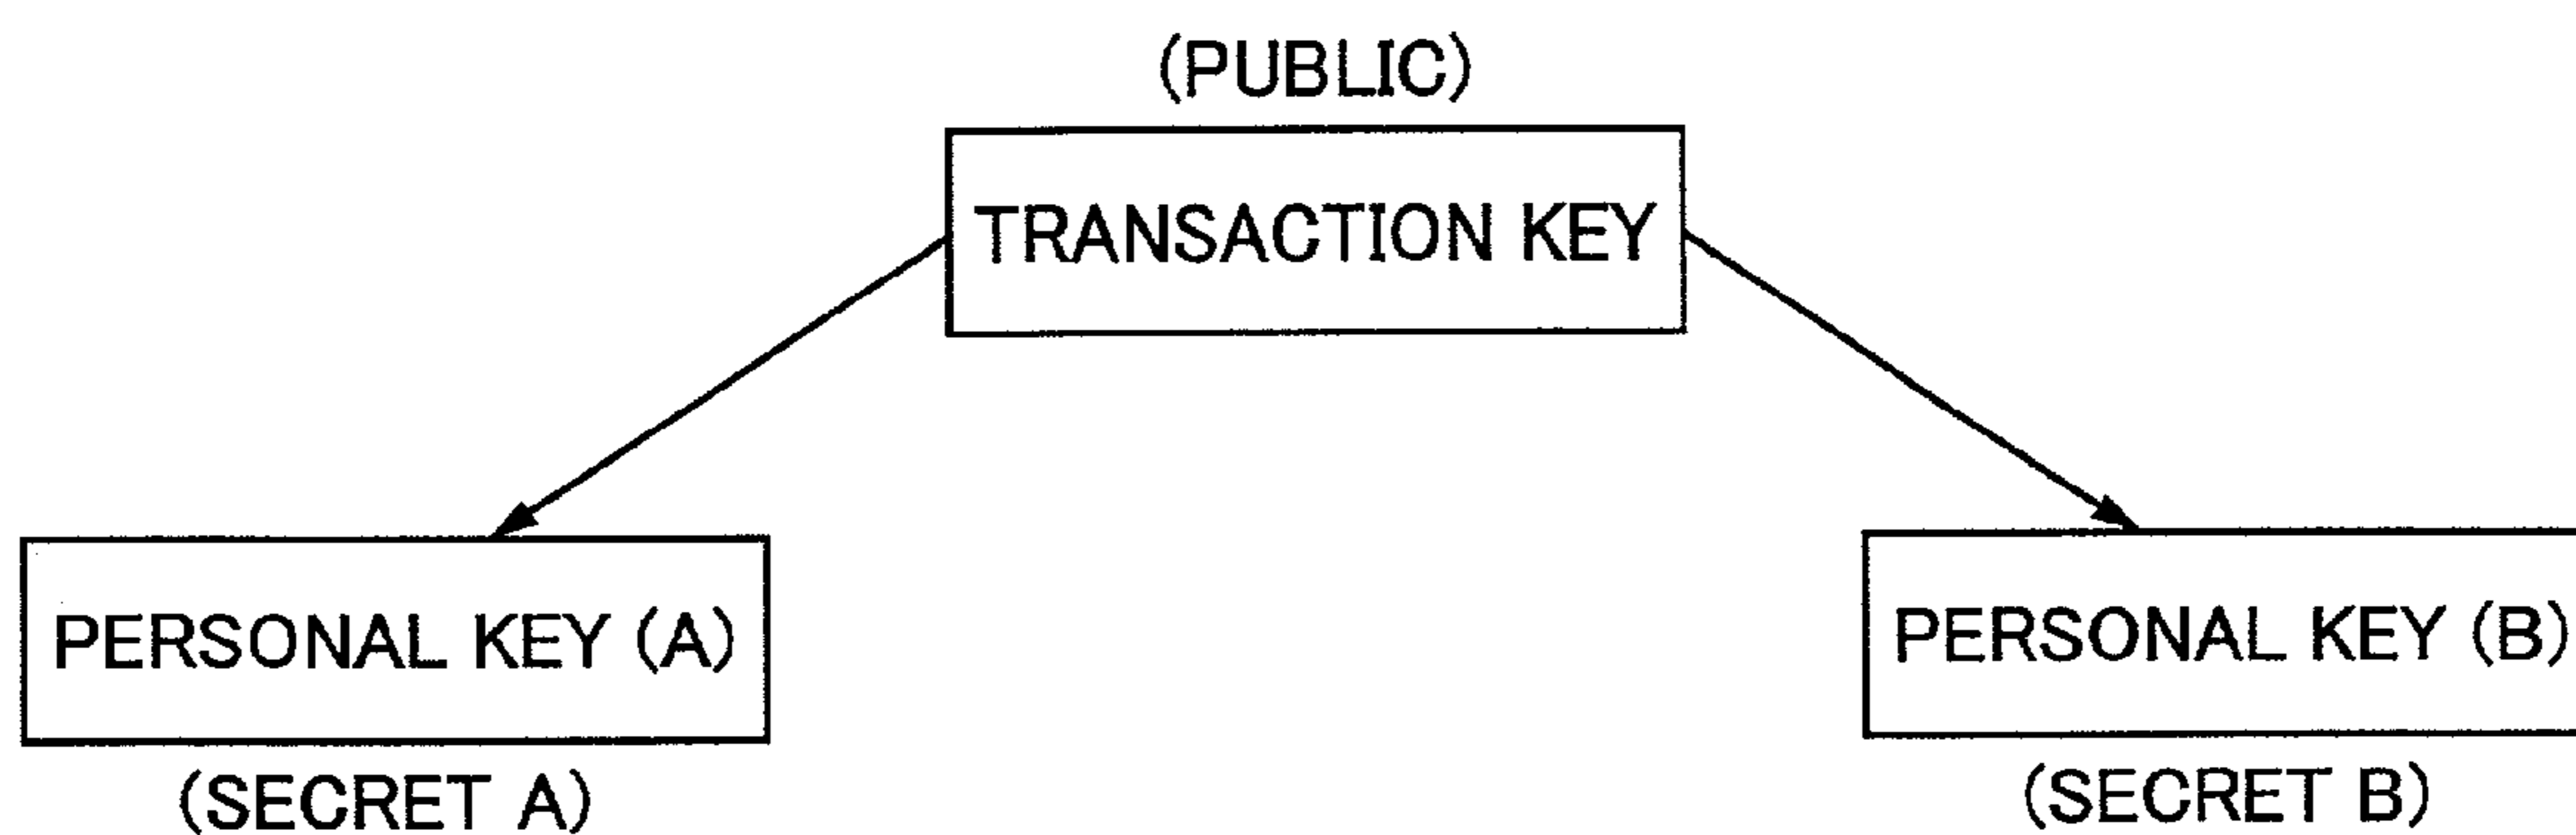 (PUBLIC)
TRANSACTION KEY
PERSONAL KEY (A)
PERSONAL KEY (B)
(SECRET A)
(SECRET B)